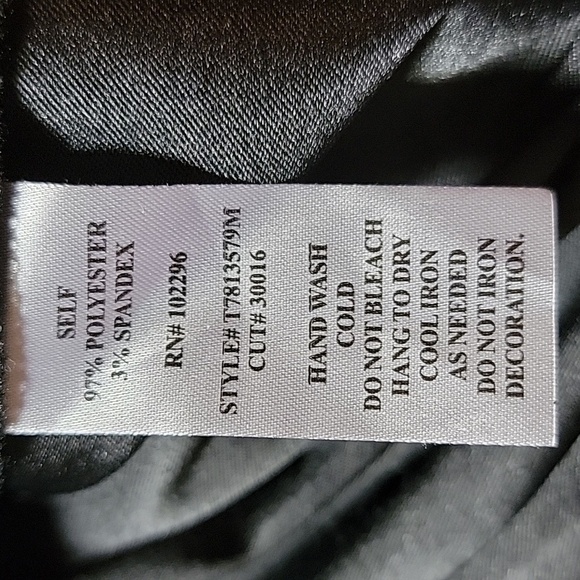 SELF
97% POLYESTER
3% SPANDEX
RN# 102296
STYLE# T7813579M
CUT# 30016
HAND WASH
COLD
DO NOT BLEACH
HANG TO DRY
COOL IRON
AS NEEDED
DO NOT IRON
DECORATION.